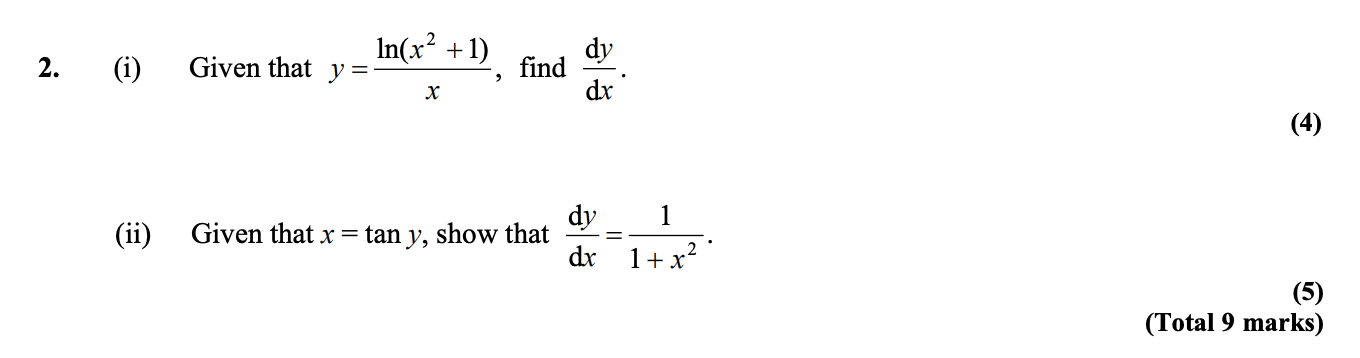 2. (i) Given that y = ln(x² + 1)/x, find dy/dx.
(4)
(ii) Given that x = tan y, show that dy/dx = 1/(1 + x²).
(5)
(Total 9 marks)